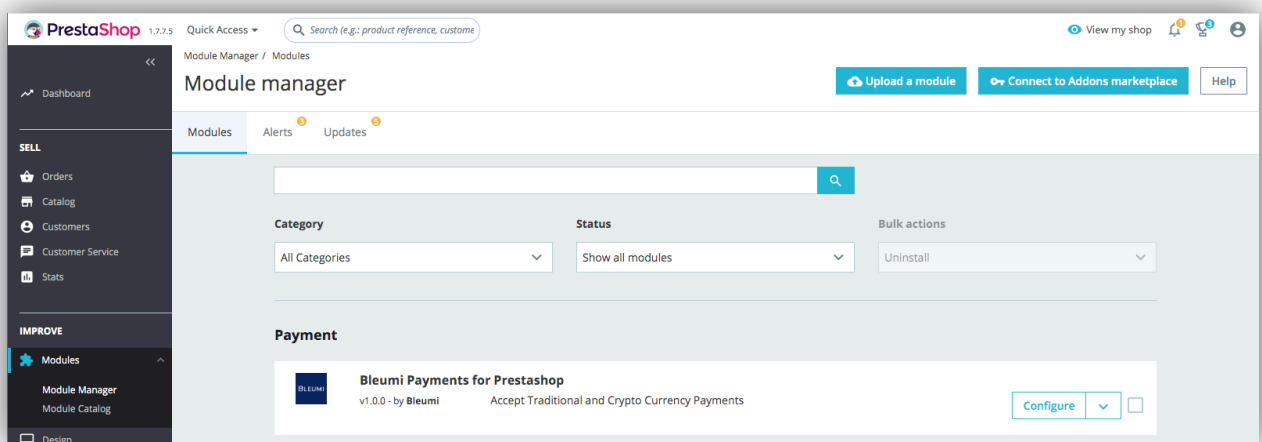 PrestaShop 1.7.7.5 Quick Access Search (e.g.: product reference, custome View my shop 1 3
Module Manager / Modules
Module manager
Upload a module Connect to Addons marketplace Help
Modules Alerts 3 Updates 5
Dashboard
SELL
Orders
Catalog
Customers
Customer Service
Stats
IMPROVE
Modules
Module Manager
Module Catalog
Design
Category Status Bulk actions
All Categories Show all modules Uninstall
Payment
BLEUMI
Bleumi Payments for Prestashop
v1.0.0 - by Bleumi Accept Traditional and Crypto Currency Payments
Configure